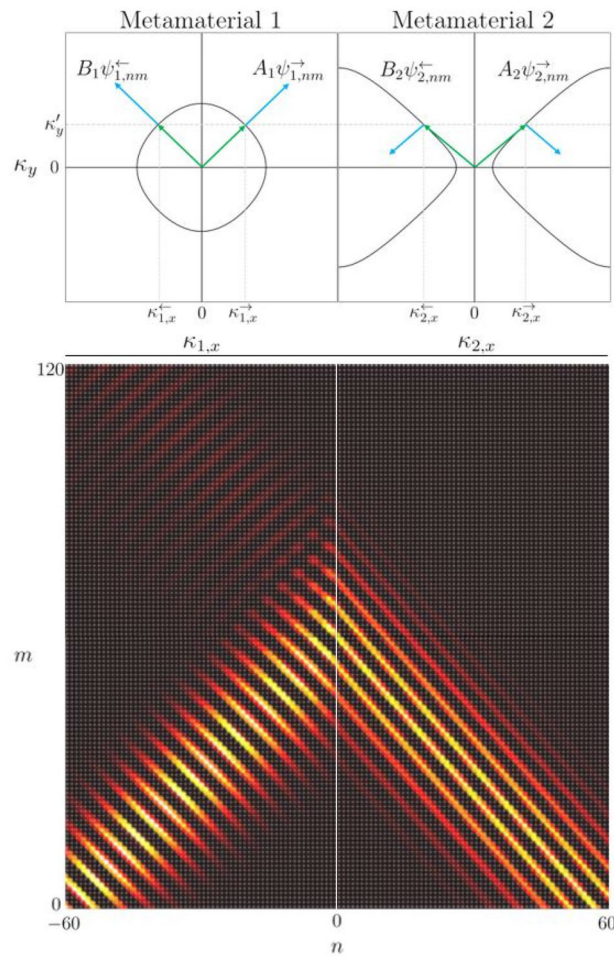 Metamaterial 1 Metamaterial 2
B₁ψ←₁,ₙₘ A₁ψ→₁,ₙₘ B₂ψ←₂,ₙₘ A₂ψ→₂,ₙₘ
κ′y
κy 0
κ←₁,ₓ 0 κ→₁,ₓ κ←₂,ₓ 0 κ→₂,ₓ
κ₁,ₓ κ₂,ₓ
120
m
0
−60 0 60
n